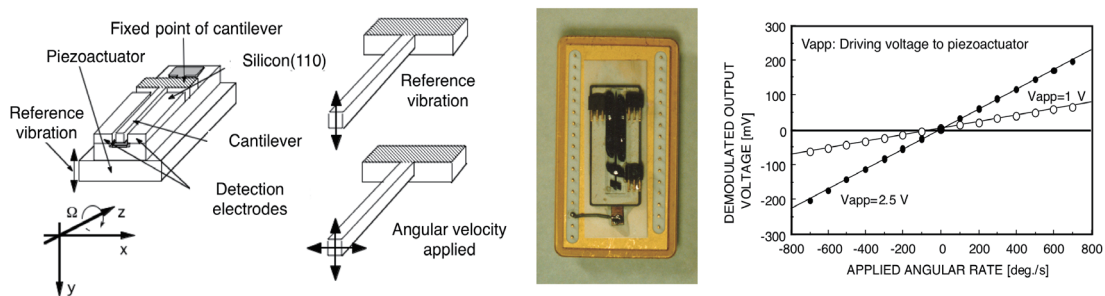 Fixed point of cantilever
Piezoactuator
Silicon(110)
Reference
vibration
Cantilever
Detection
electrodes
Ω
z
x
y
Reference
vibration
Angular velocity
applied
Vapp: Driving voltage to piezoactuator
Vapp=1 V
Vapp=2.5 V
300
200
100
0
-100
-200
-300
DEMODULATED OUTPUT
VOLTAGE [mV]
-800 -600 -400 -200 0 200 400 600 800
APPLIED ANGULAR RATE [deg./s]